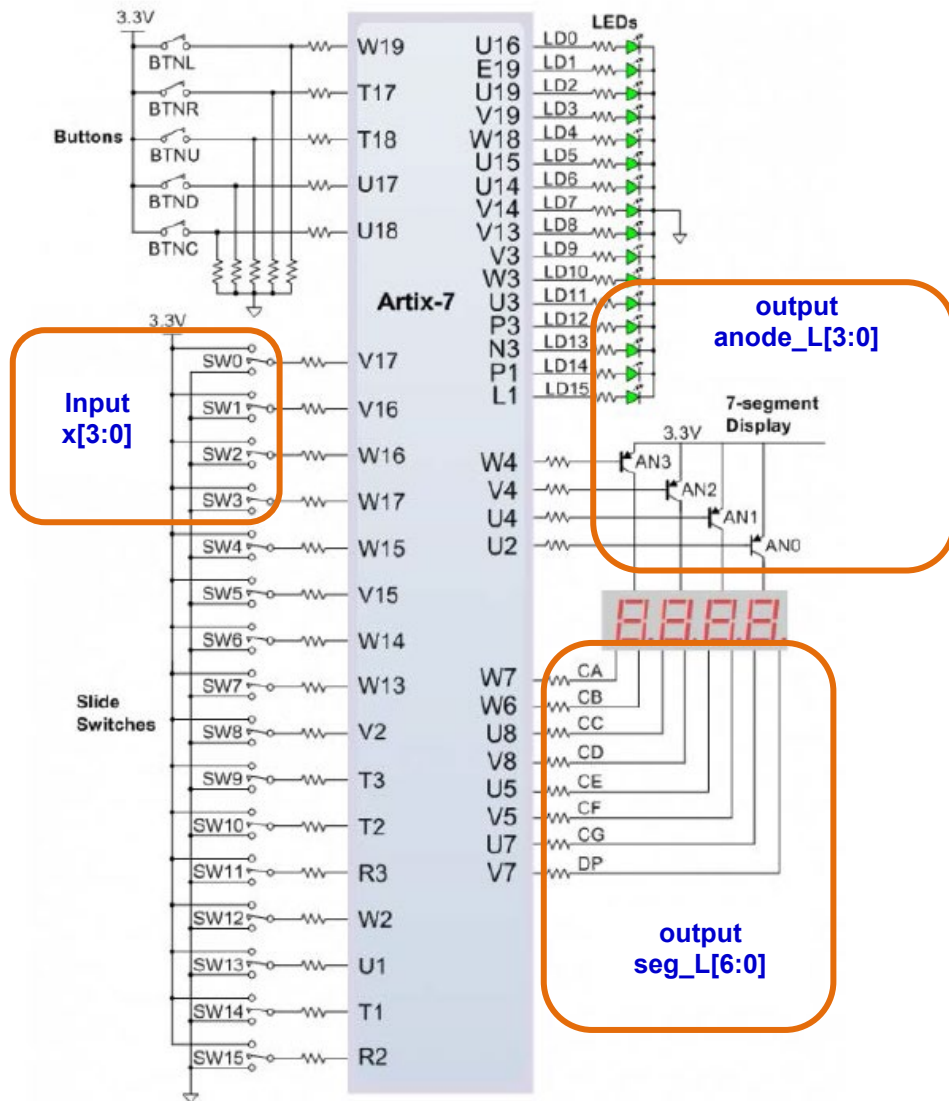 3.3V
BTNL
BTNR
BTNU
BTND
BTNC
Buttons
W19
T17
T18
U17
U18
Artix-7
LEDs
U16 LD0
E19 LD1
U19 LD2
V19 LD3
W18 LD4
U15 LD5
U14 LD6
V14 LD7
V13 LD8
V3 LD9
W3 LD10
U3 LD11
P3 LD12
N3 LD13
P1 LD14
L1 LD15
output
anode_L[3:0]
7-segment
Display
3.3V
W4 AN3
V4 AN2
U4 AN1
U2 AN0
3.3V
Input
x[3:0]
SW0 V17
SW1 V16
SW2 W16
SW3 W17
SW4 W15
SW5 V15
SW6 W14
SW7 W13
Slide
Switches
SW8 V2
SW9 T3
SW10 T2
SW11 R3
SW12 W2
SW13 U1
SW14 T1
SW15 R2
8.8.8.8.
W7 CA
W6 CB
U8 CC
V8 CD
U5 CE
V5 CF
U7 CG
V7 DP
output
seg_L[6:0]